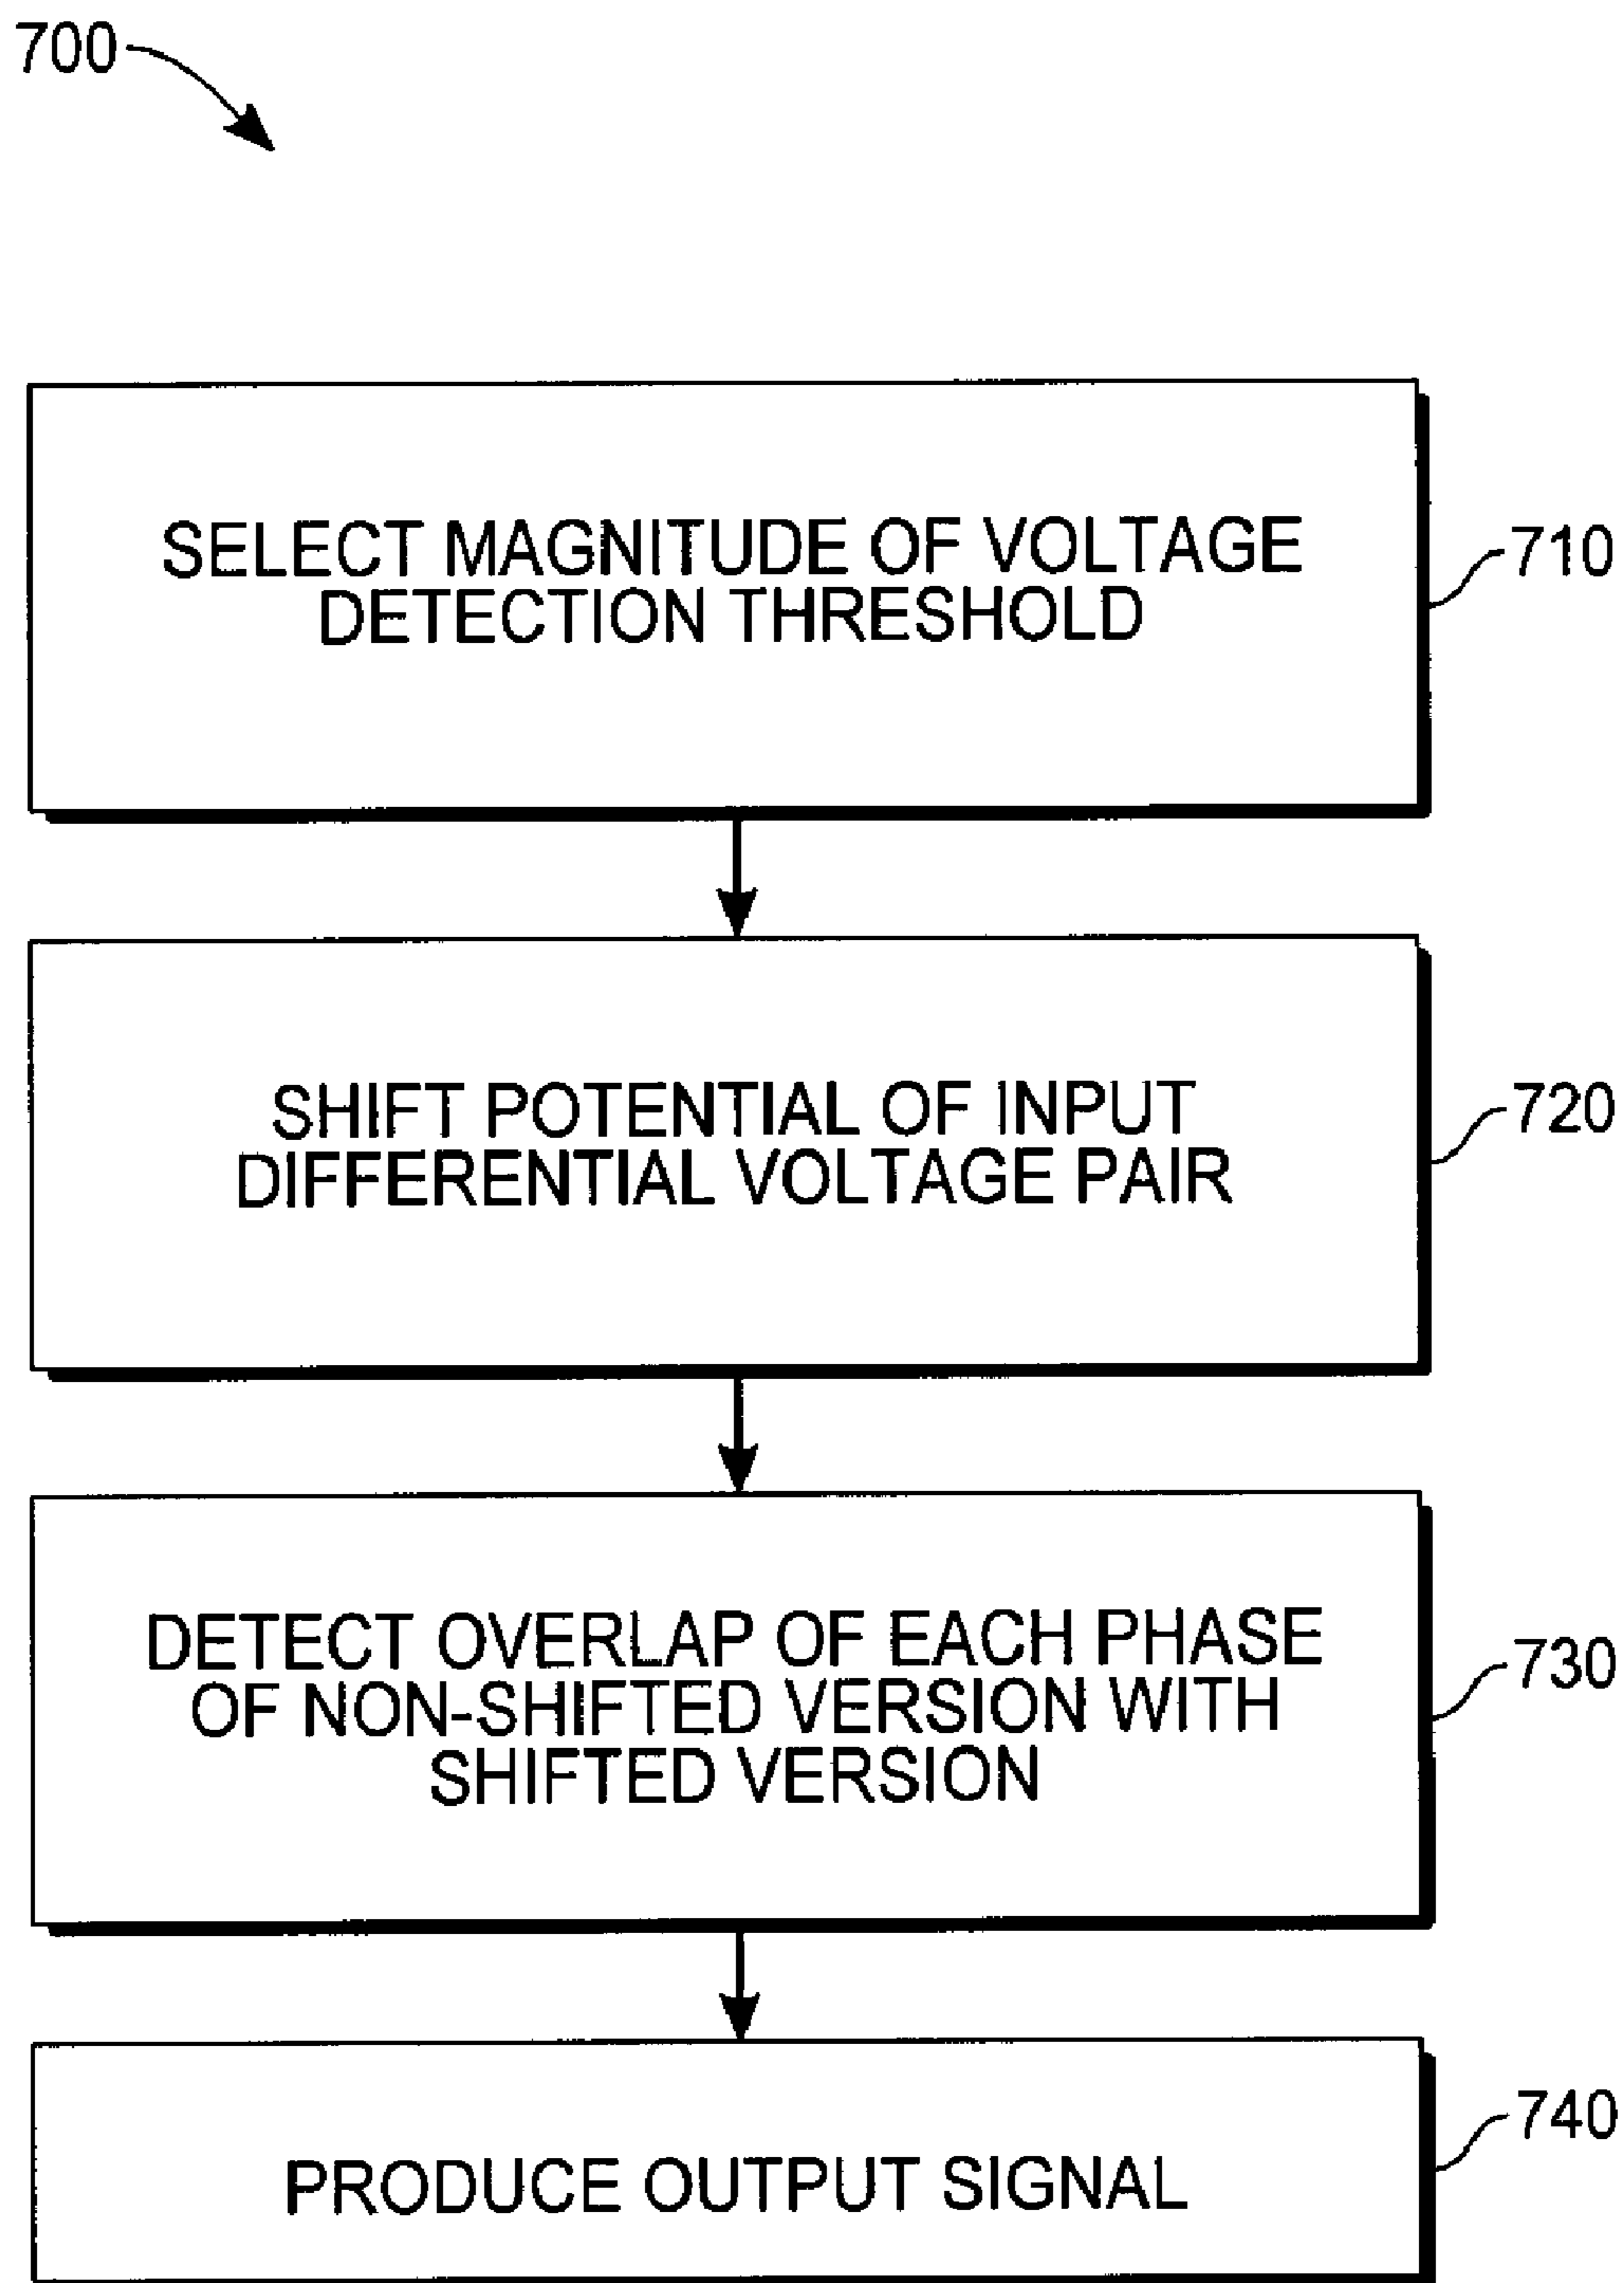 700
SELECT MAGNITUDE OF VOLTAGE
DETECTION THRESHOLD
710
SHIFT POTENTIAL OF INPUT
DIFFERENTIAL VOLTAGE PAIR
720
DETECT OVERLAP OF EACH PHASE
OF NON-SHIFTED VERSION WITH
SHIFTED VERSION
730
PRODUCE OUTPUT SIGNAL
740